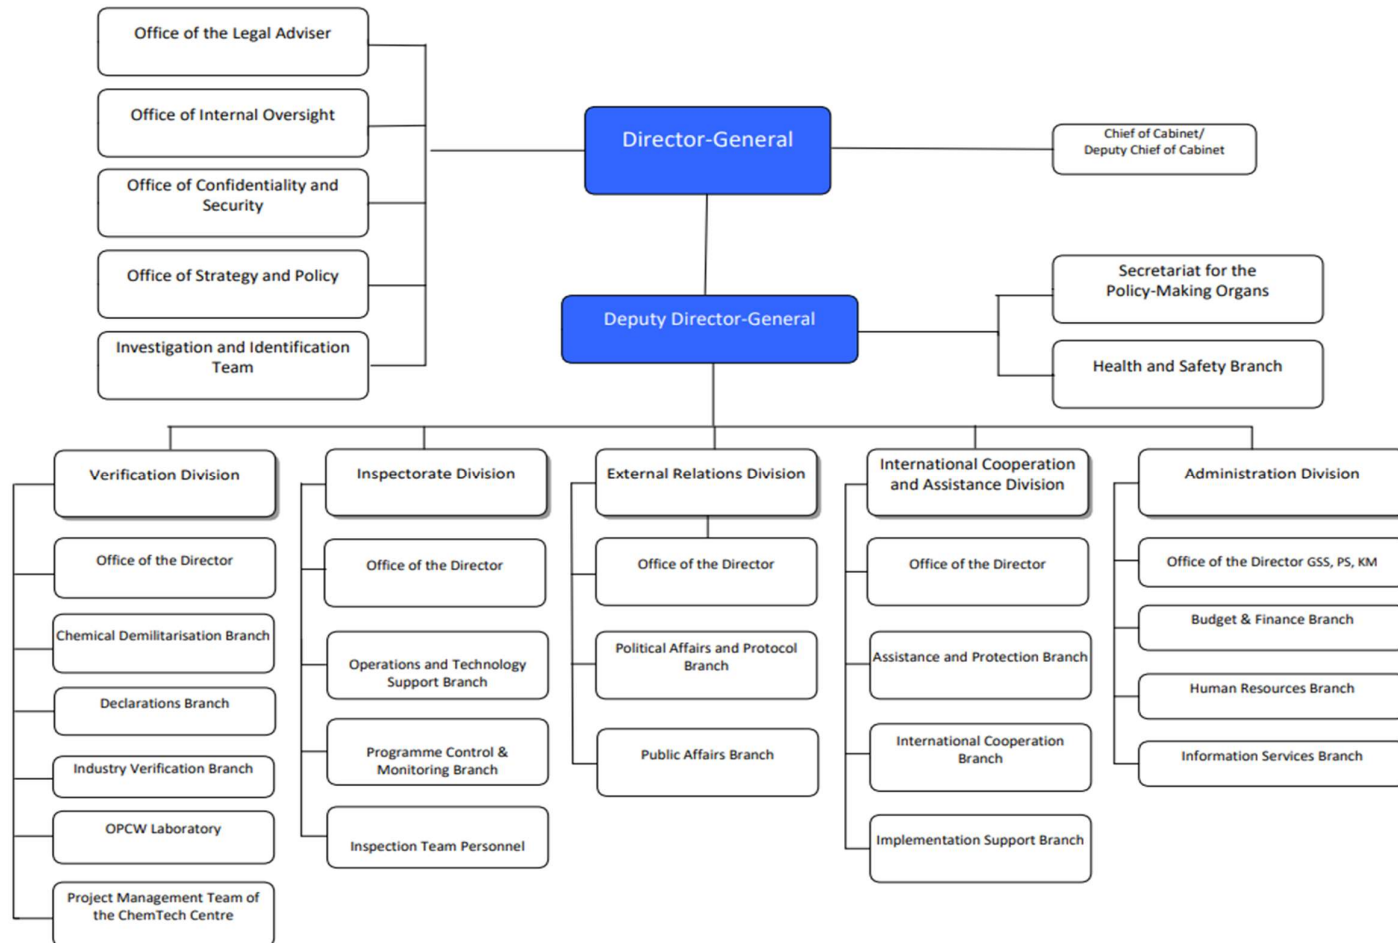 Office of the Legal Adviser
Office of Internal Oversight
Office of Confidentiality and
Security
Office of Strategy and Policy
Investigation and Identification
Team
Director-General
Chief of Cabinet/
Deputy Chief of Cabinet
Deputy Director-General
Secretariat for the
Policy-Making Organs
Health and Safety Branch
Verification Division
Office of the Director
Chemical Demilitarisation Branch
Declarations Branch
Industry Verification Branch
OPCW Laboratory
Project Management Team of
the ChemTech Centre
Inspectorate Division
Office of the Director
Operations and Technology
Support Branch
Programme Control &
Monitoring Branch
Inspection Team Personnel
External Relations Division
Office of the Director
Political Affairs and Protocol
Branch
Public Affairs Branch
International Cooperation
and Assistance Division
Office of the Director
Assistance and Protection Branch
International Cooperation
Branch
Implementation Support Branch
Administration Division
Office of the Director GSS, PS, KM
Budget & Finance Branch
Human Resources Branch
Information Services Branch